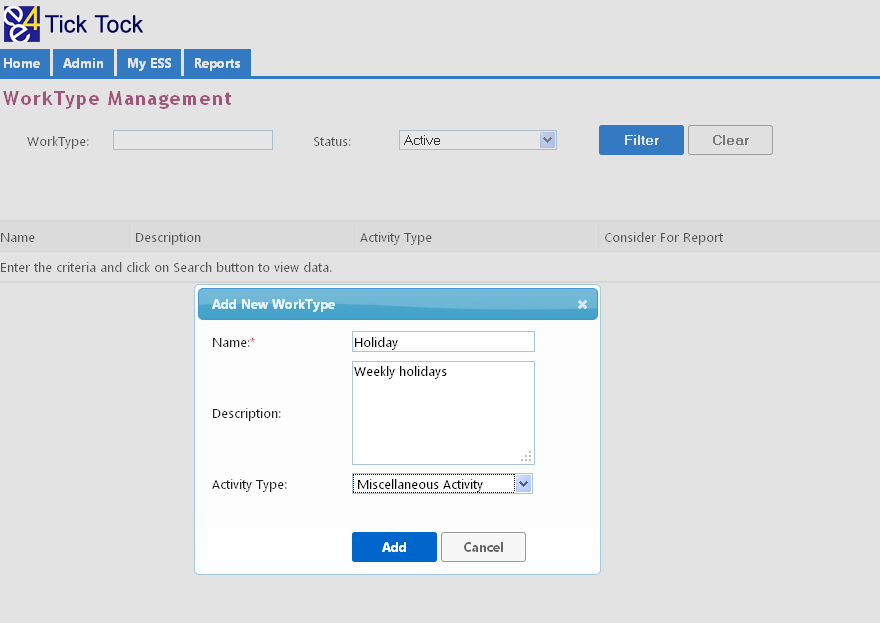 e4e Tick Tock
Home Admin My ESS Reports
WorkType Management
WorkType: Status: Active Filter Clear
Name Description Activity Type Consider For Report
Enter the criteria and click on Search button to view data.
Add New WorkType
Name:* Holiday
Weekly holidays
Description:
Activity Type: Miscellaneous Activity
Add Cancel